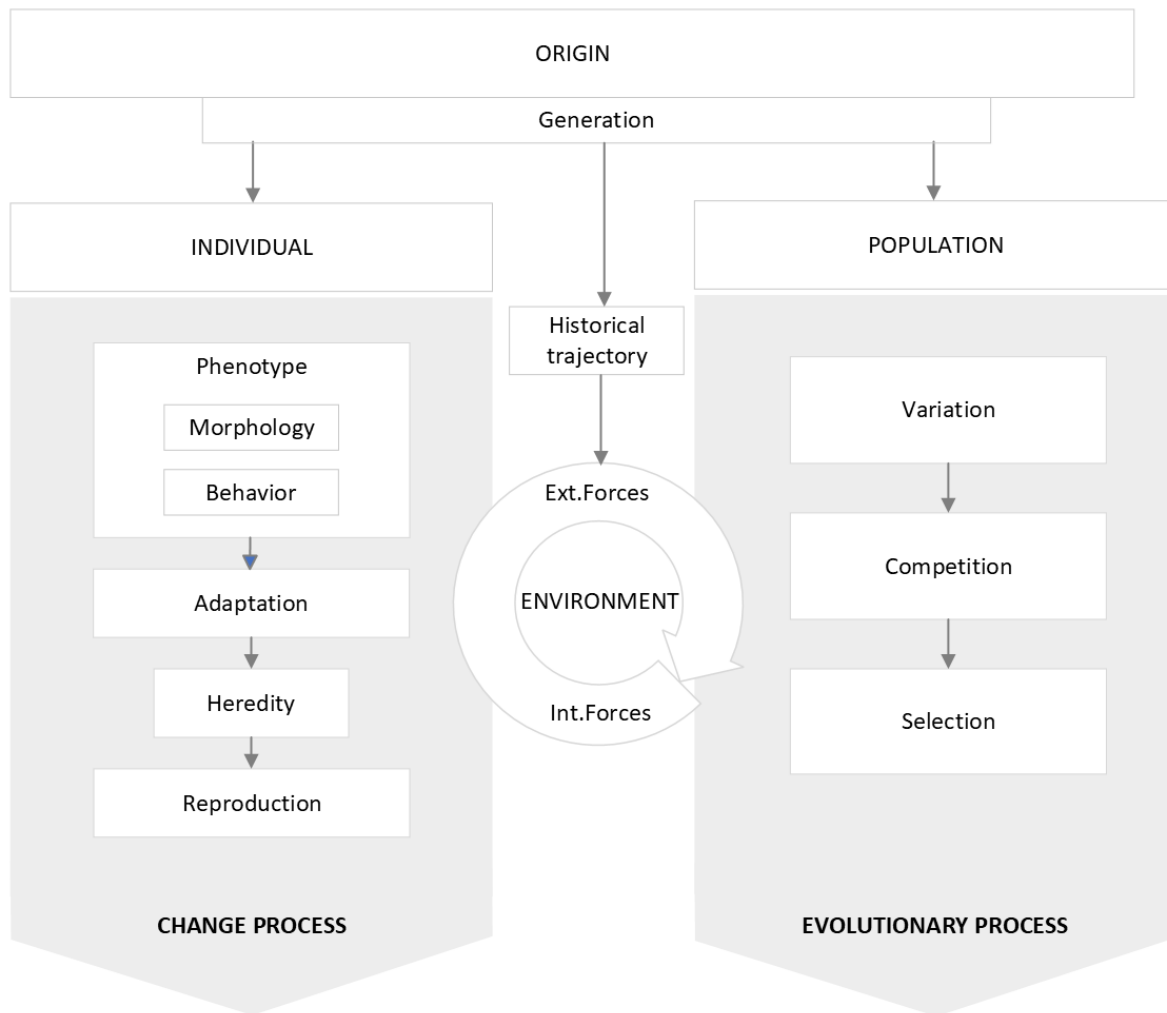 ORIGIN
Generation
INDIVIDUAL
POPULATION
Historical
trajectory
Phenotype
Morphology
Behavior
Adaptation
Heredity
Reproduction
CHANGE PROCESS
Ext.Forces
ENVIRONMENT
Int.Forces
Variation
Competition
Selection
EVOLUTIONARY PROCESS